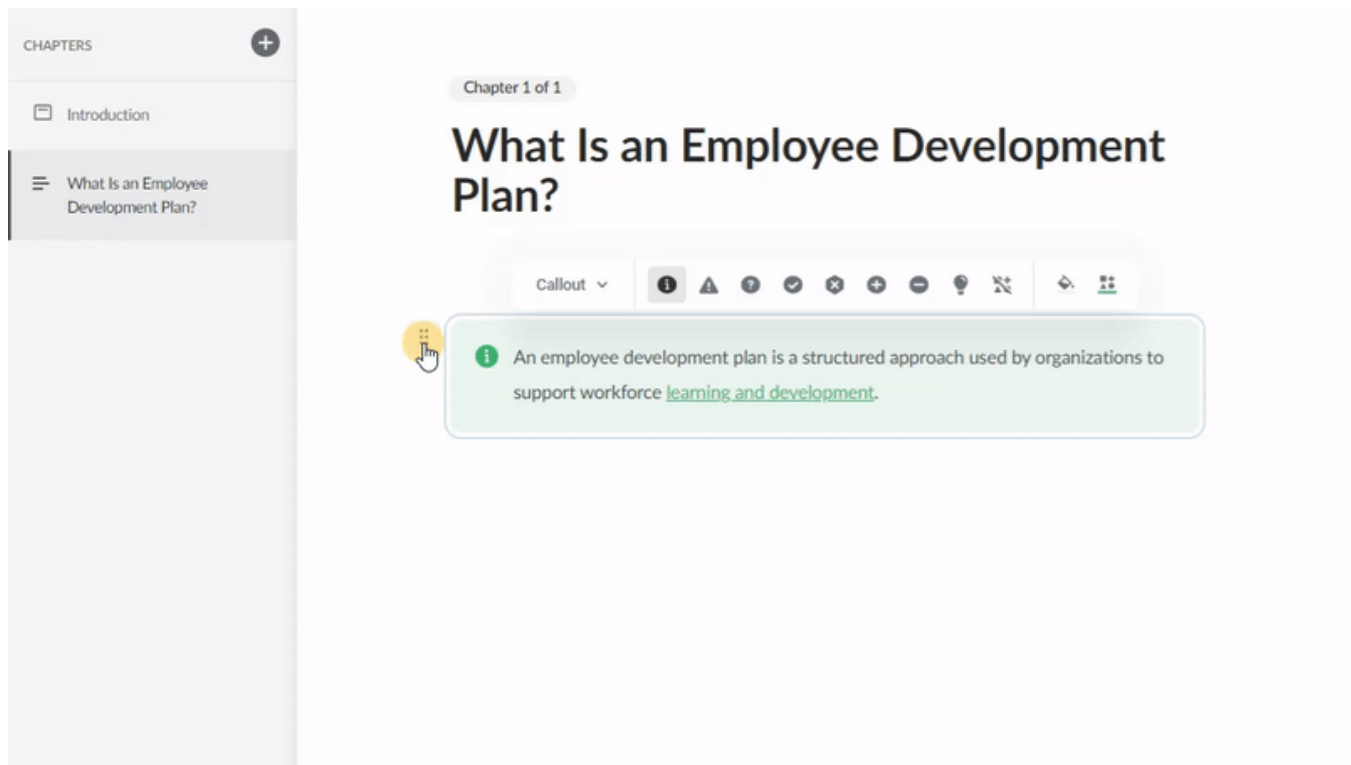 CHAPTERS
Introduction
What Is an Employee
Development Plan?
Chapter 1 of 1
What Is an Employee Development
Plan?
Callout
An employee development plan is a structured approach used by organizations to
support workforce learning and development.